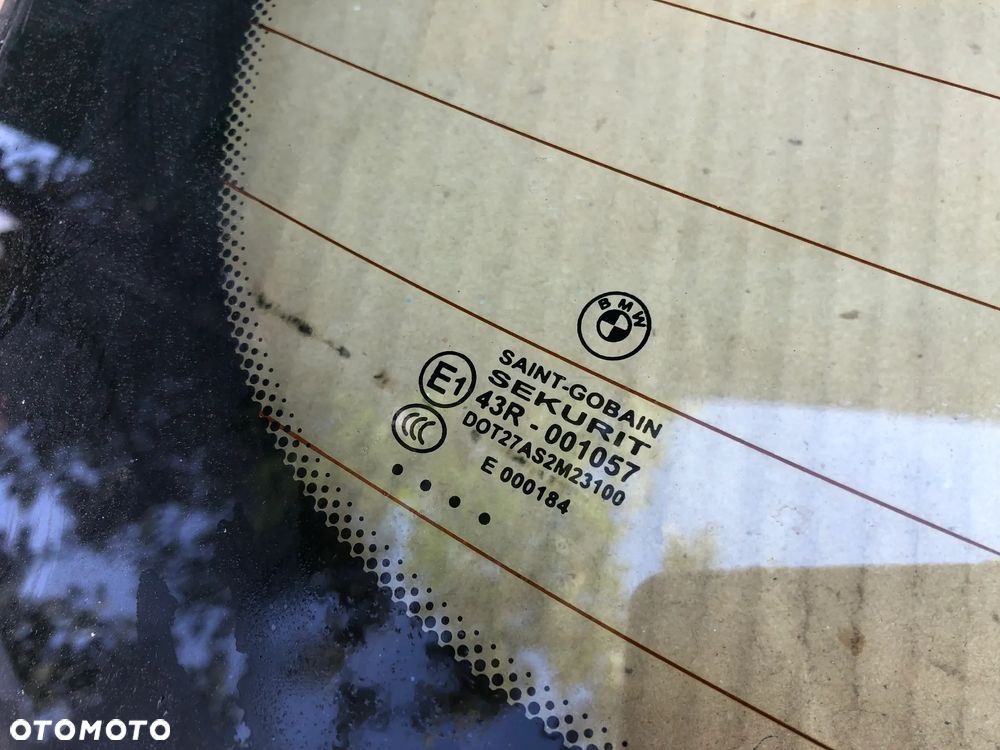 BMW
SAINT-GOBAIN
SEKURIT
E1
43R - 001057
DOT27AS2M23100
E 000184
OTOMOTO